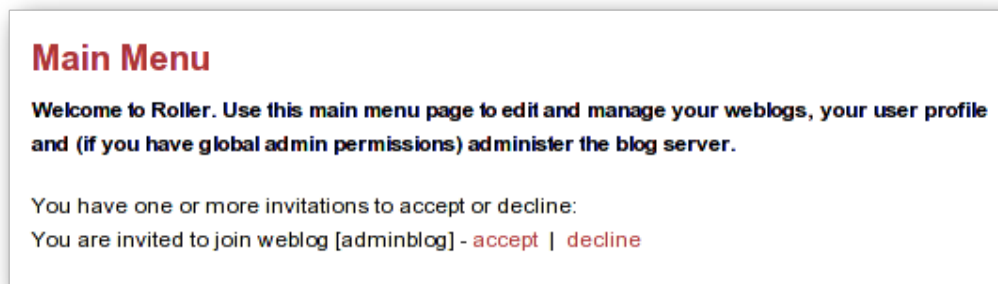 Main Menu
Welcome to Roller. Use this main menu page to edit and manage your weblogs, your user profile
and (if you have global admin permissions) administer the blog server.
You have one or more invitations to accept or decline:
You are invited to join weblog [adminblog] - accept | decline